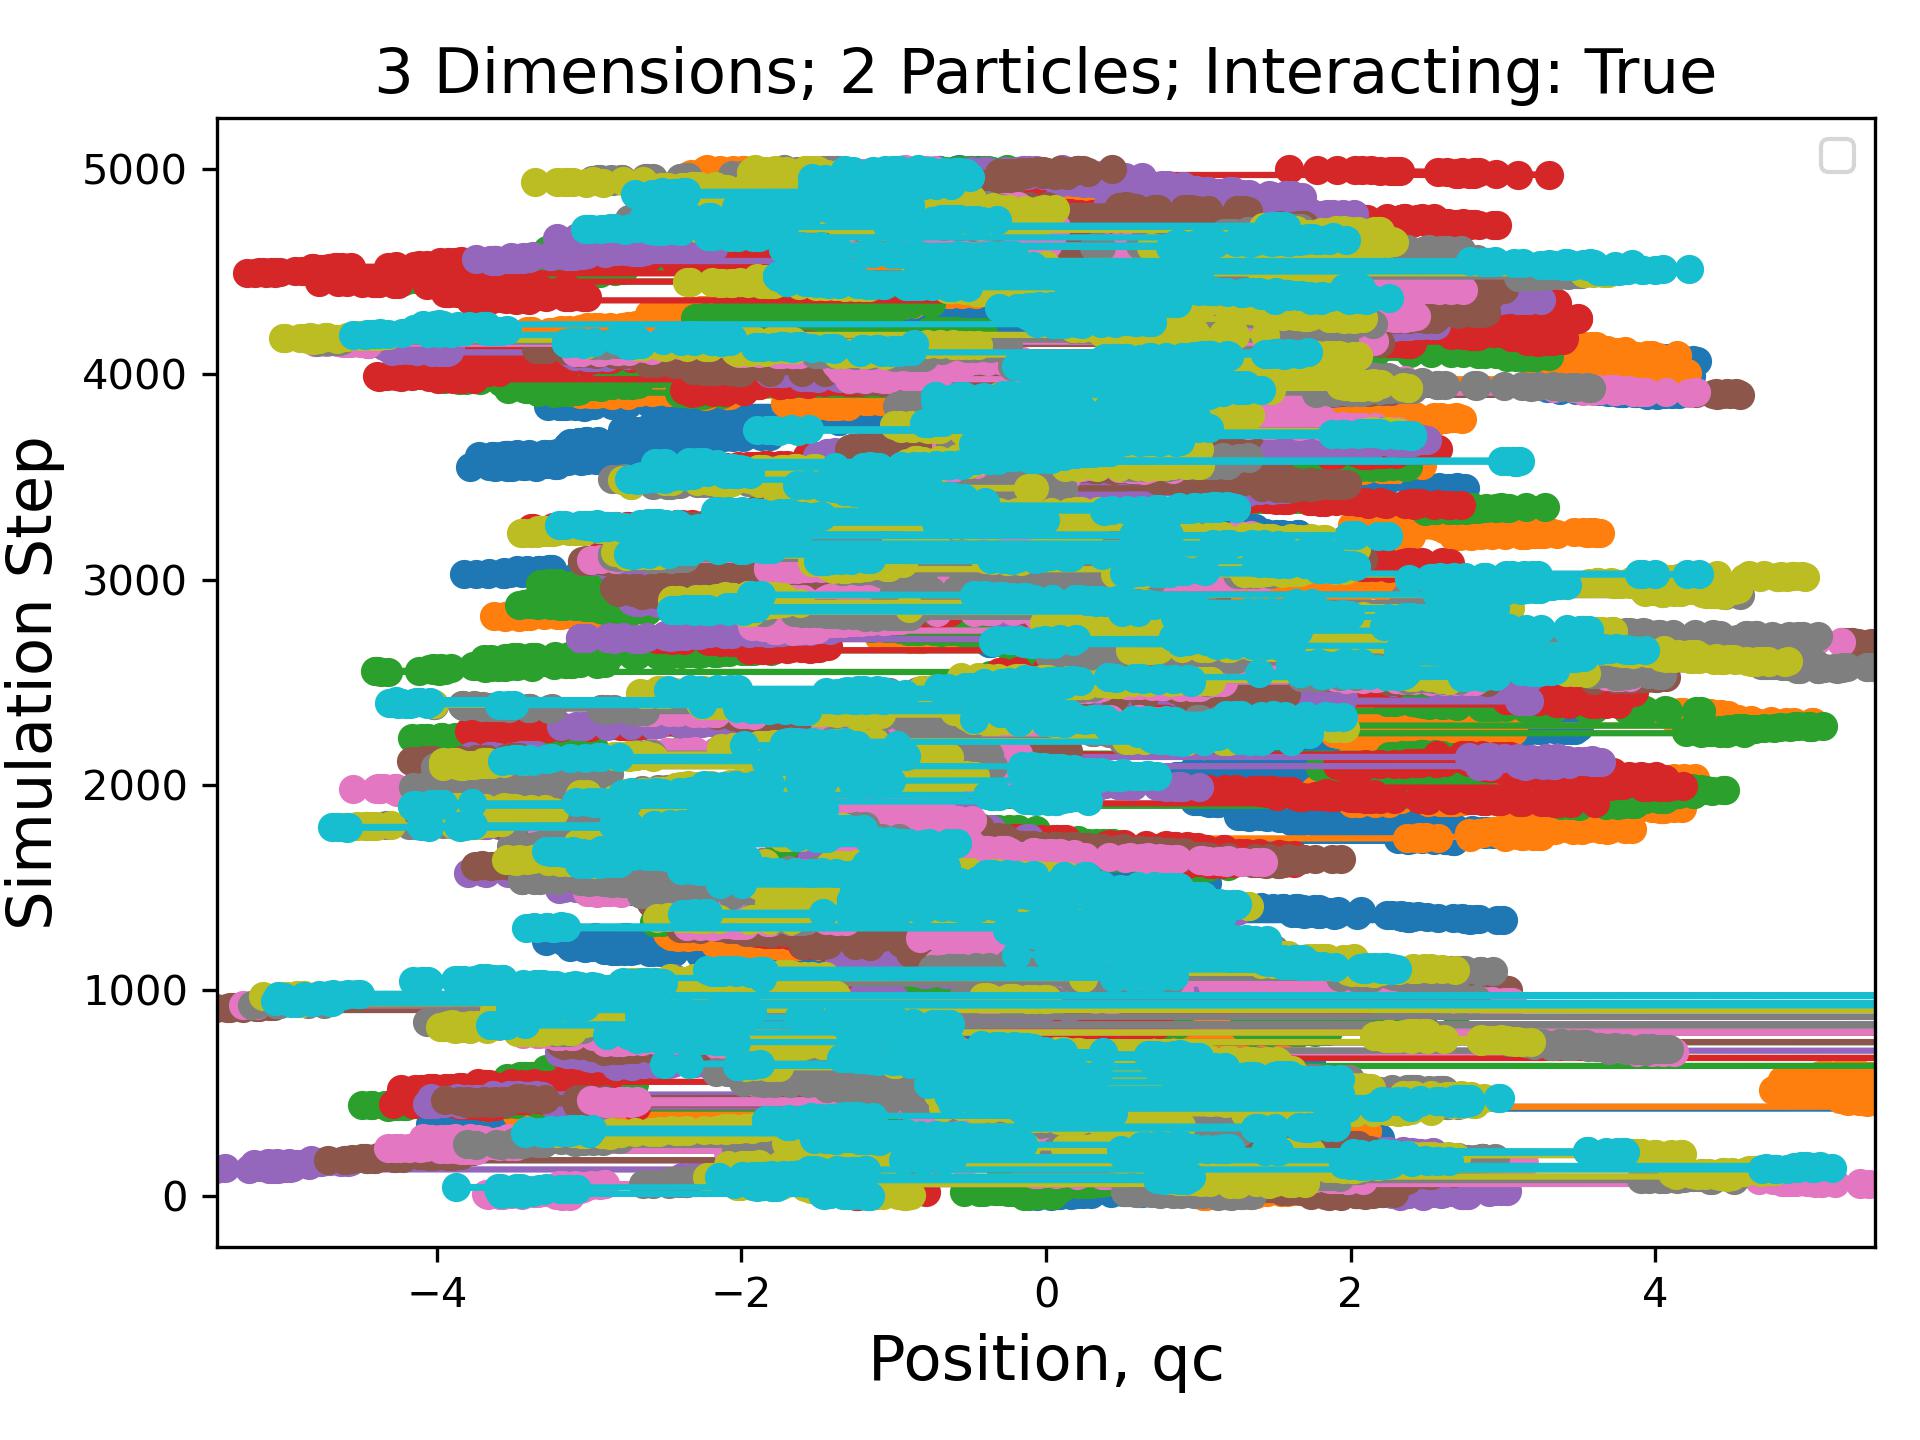 3 Dimensions; 2 Particles; Interacting: True
Simulation Step
5000
4000
3000
2000
1000
0
−4 −2 0 2 4
Position, qc